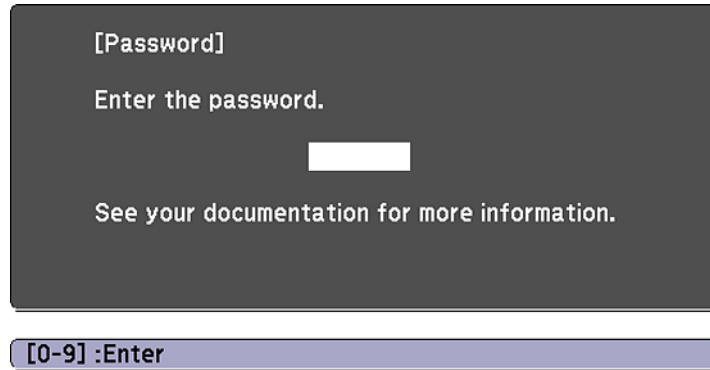 [Password]
Enter the password.
See your documentation for more information.
[0-9] :Enter